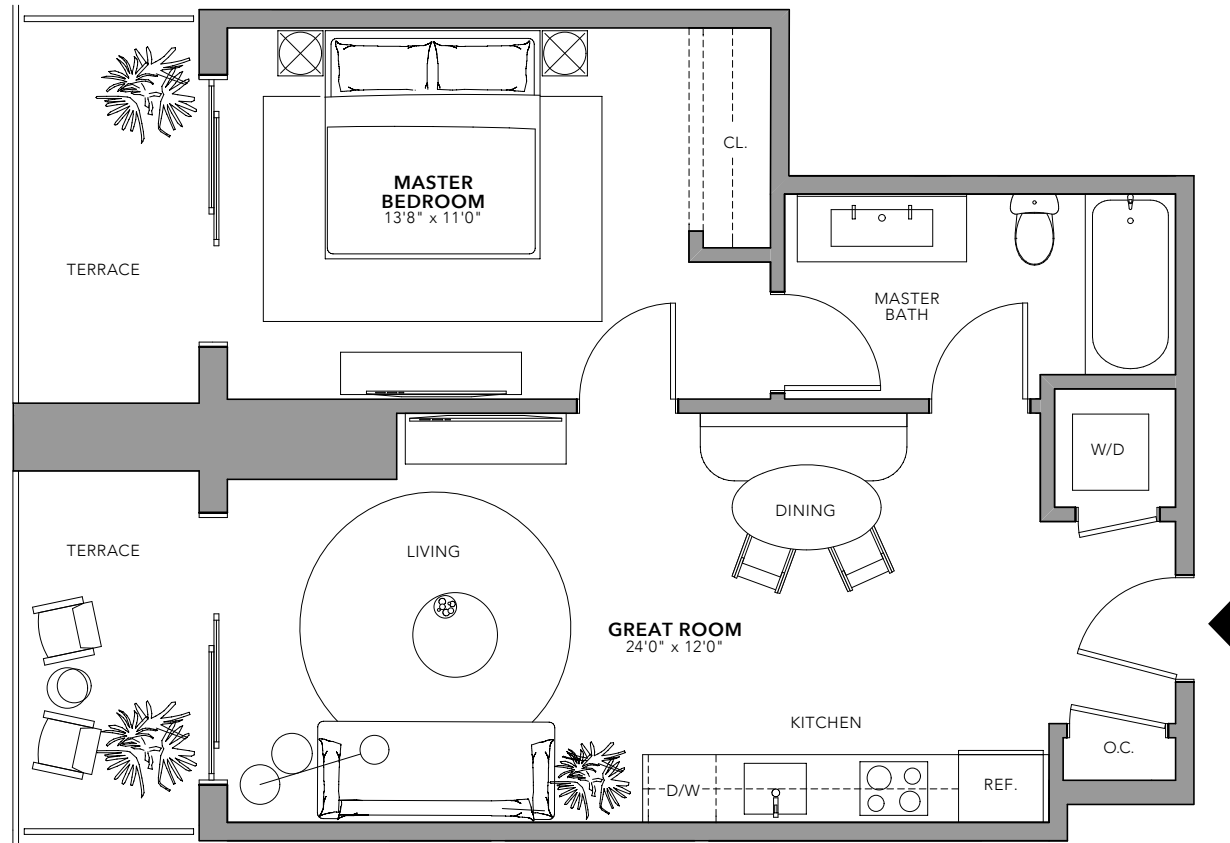 CL.
MASTER
BEDROOM
13'8" x 11'0"
TERRACE
MASTER
BATH
W/D
DINING
TERRACE
LIVING
GREAT ROOM
24'0" x 12'0"
KITCHEN
O.C.
D/W
REF.